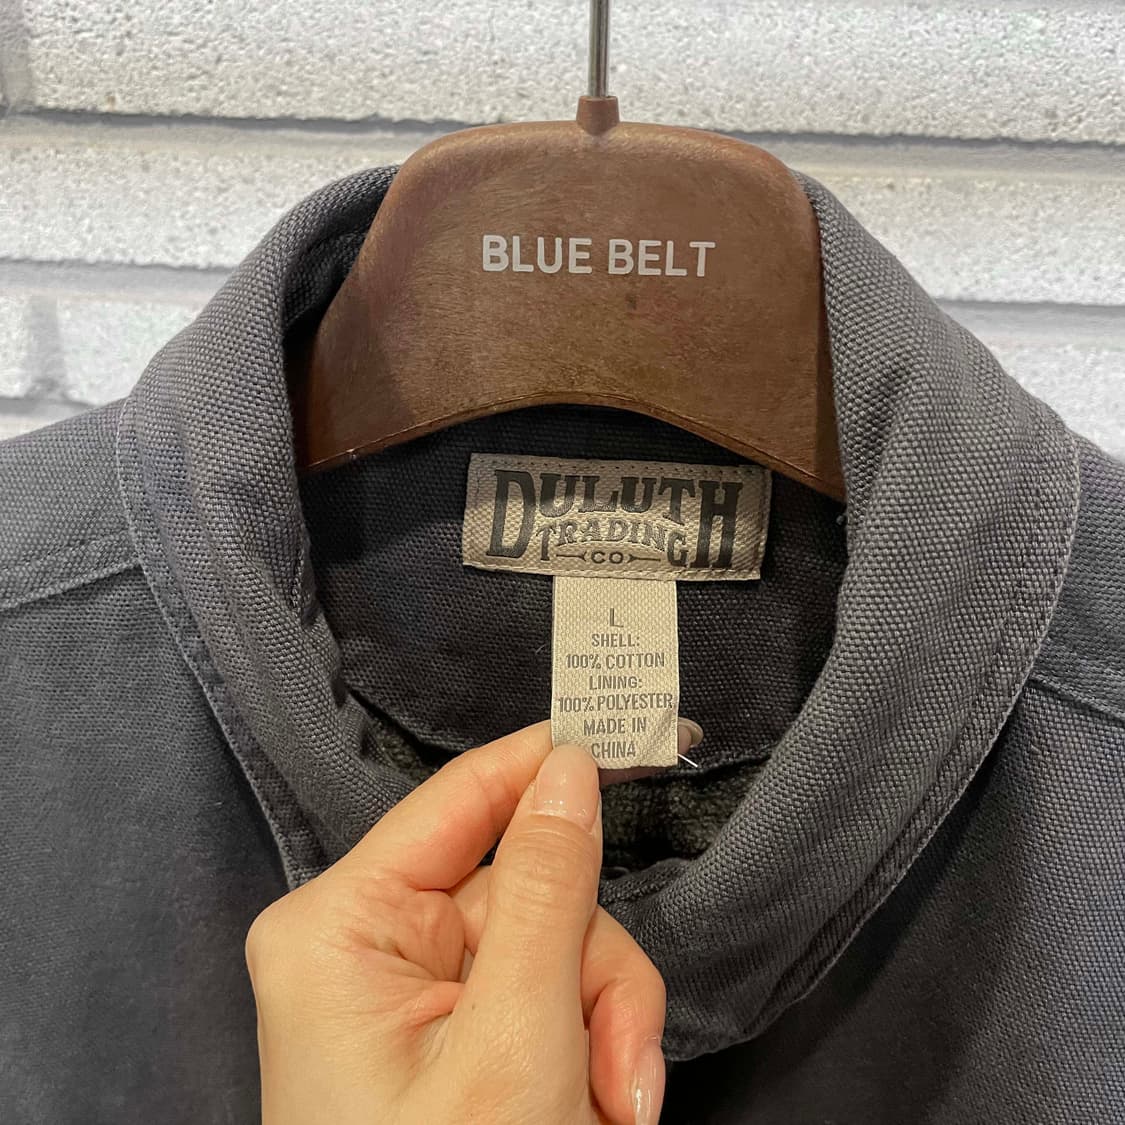 BLUE BELT
DULUTH
TRADING
CO
L
SHELL:
100% COTTON
LINING:
100% POLYESTER
MADE IN
CHINA